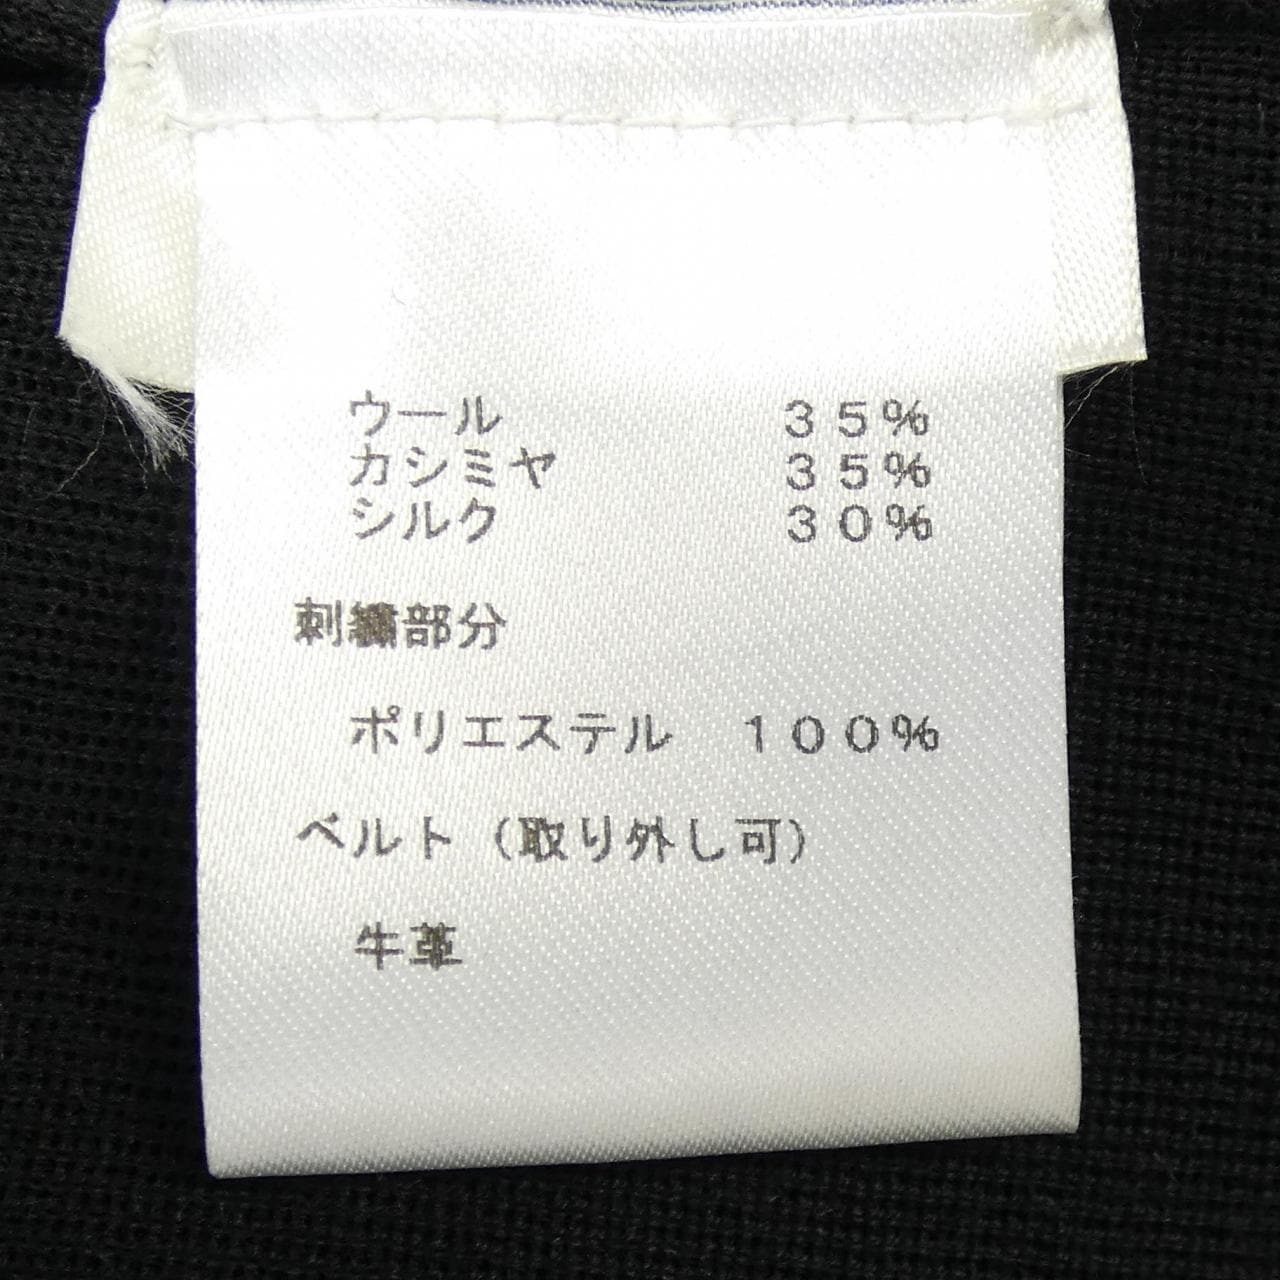 ウール ３５％
カシミヤ ３５％
シルク ３０％
刺繍部分
ポリエステル １００％
ベルト（取り外し可）
牛革